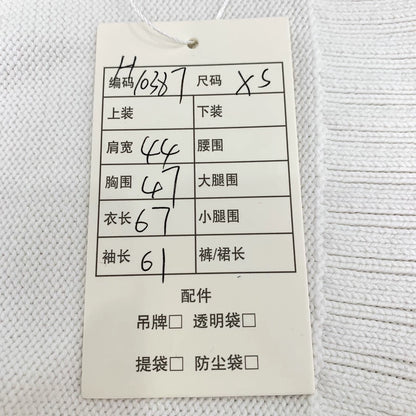 编码 H10387 尺码 XS
上装 下装
肩宽 44 腰围
胸围 47 大腿围
衣长 67 小腿围
袖长 61 裤/裙长
配件
吊牌□ 透明袋□
提袋□ 防尘袋□